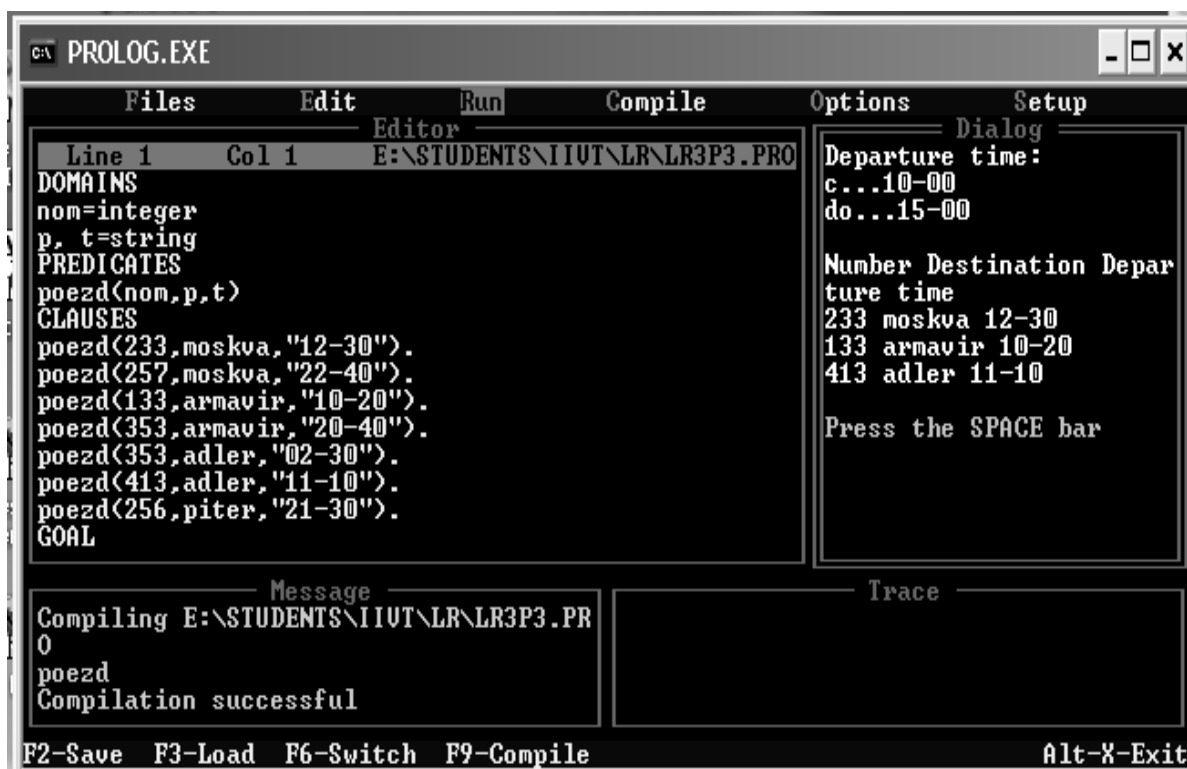 PROLOG.EXE
Files Edit Run Compile Options Setup
Editor
Line 1 Col 1 E:\STUDENTS\IIVT\LR\LR3P3.PRO
DOMAINS
nom=integer
p, t=string
PREDICATES
poezd(nom,p,t)
CLAUSES
poezd(233,moskva,"12-30").
poezd(257,moskva,"22-40").
poezd(133,armavir,"10-20").
poezd(353,armavir,"20-40").
poezd(353,adler,"02-30").
poezd(413,adler,"11-10").
poezd(256,piter,"21-30").
GOAL
Dialog
Departure time:
c...10-00
do...15-00
Number Destination Depar
ture time
233 moskva 12-30
133 armavir 10-20
413 adler 11-10
Press the SPACE bar
Message
Compiling E:\STUDENTS\IIVT\LR\LR3P3.PR
O
poezd
Compilation successful
Trace
F2-Save F3-Load F6-Switch F9-Compile Alt-X-Exit